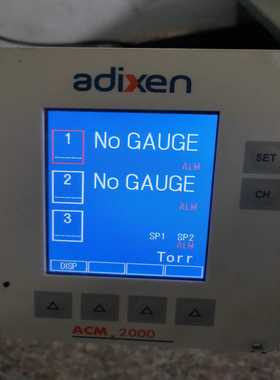 adixen
1 No GAUGE
ALM
2 No GAUGE
ALM
3
SP1 SP2
ALM
Torr
DISP
SET
CH
ACM 2000